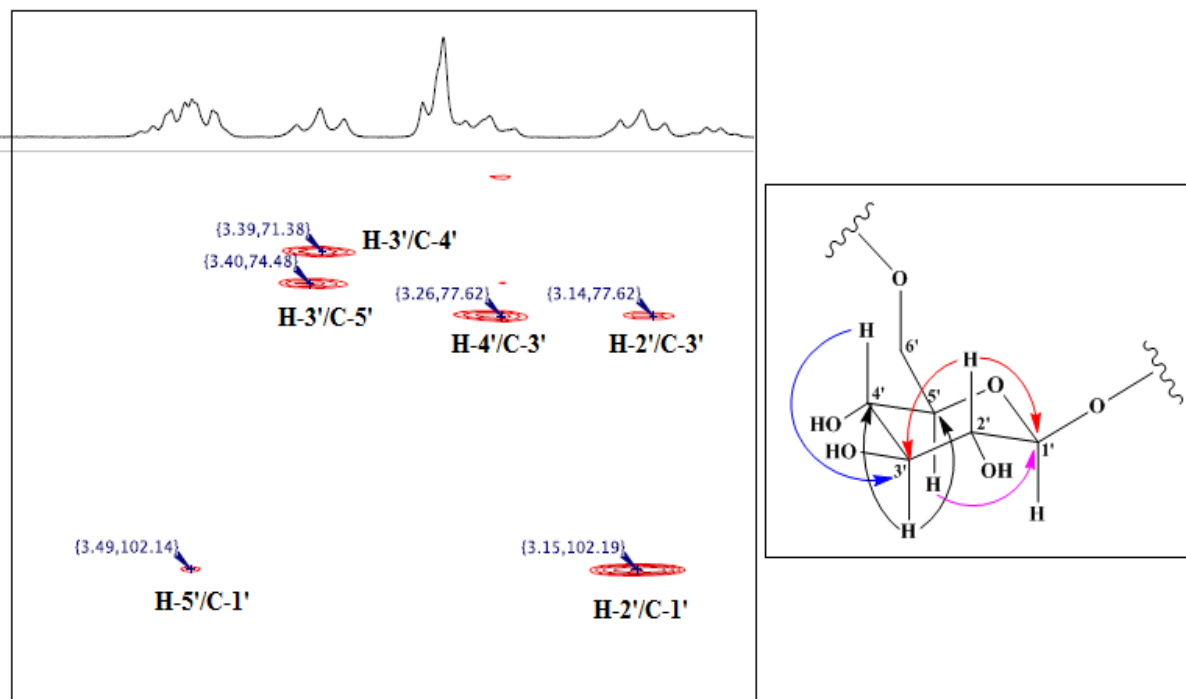 {3.39,71.38}
H-3'/C-4'
{3.40,74.48}
H-3'/C-5'
{3.26,77.62}
{3.14,77.62}
H-4'/C-3'
H-2'/C-3'
{3.49,102.14}
{3.15,102.19}
H-5'/C-1'
H-2'/C-1'
O
H
6'
H
O
4'
5'
O
HO
2'
HO
1'
3'
H
OH
H
H